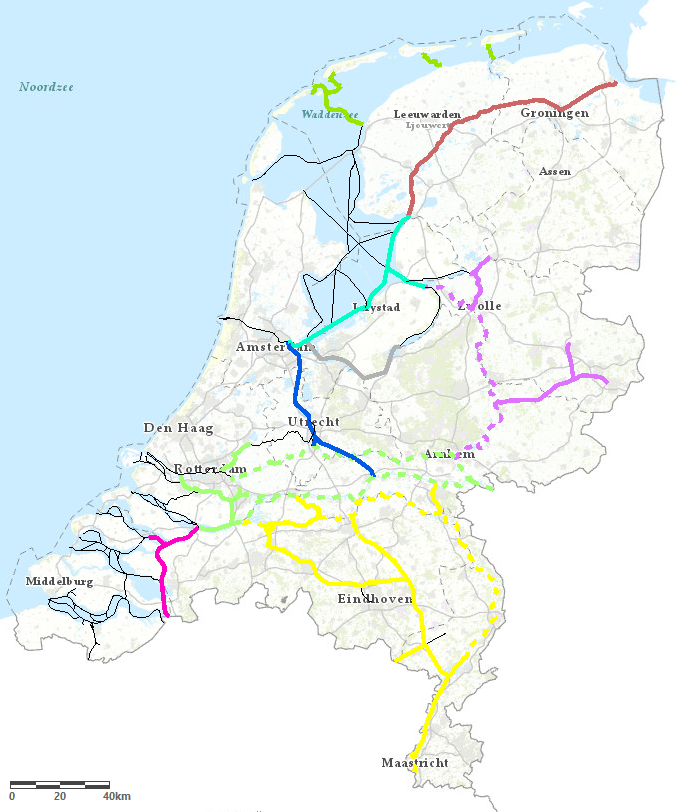 Noordzee
Waddenzee
Leeuwarden
Ljouwert
Groningen
Assen
Lelystad
Zwolle
Amsterdam
Utrecht
Den Haag
Arnhem
Rotterdam
Middelburg
Eindhoven
Maastricht
0 20 40km